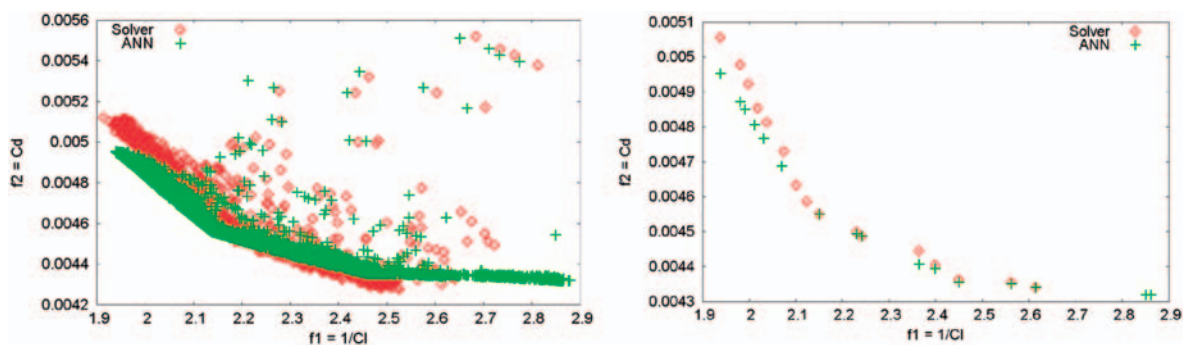 0.0056
0.0054
0.0052
0.005
0.0048
0.0046
0.0044
0.0042
f2 = Cd
Solver
ANN
1.9 2 2.1 2.2 2.3 2.4 2.5 2.6 2.7 2.8 2.9
f1 = 1/Cl
0.0051
0.005
0.0049
0.0048
0.0047
0.0046
0.0045
0.0044
0.0043
f2 = Cd
Solver
ANN
1.9 2 2.1 2.2 2.3 2.4 2.5 2.6 2.7 2.8 2.9
f1 = 1/Cl